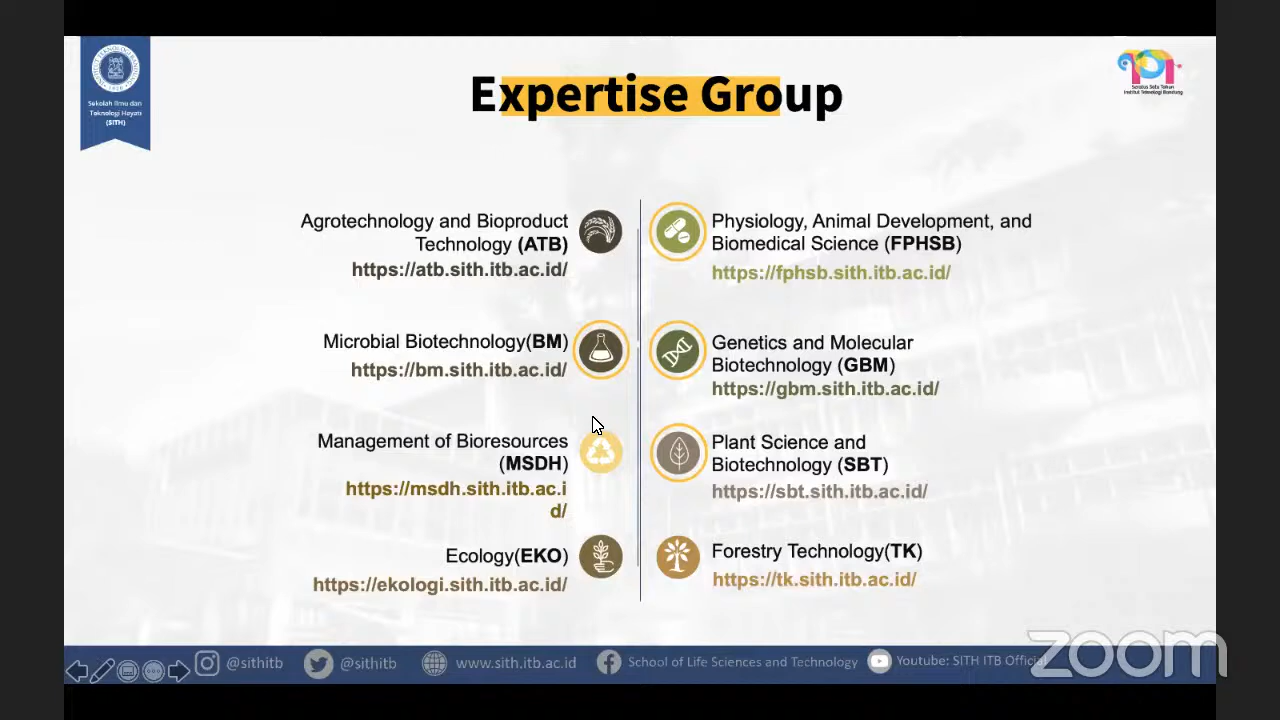 Expertise Group
Sekolah Ilmu dan
Teknologi Hayati
(SITH)
Agrotechnology and Bioproduct
Technology (ATB)
https://atb.sith.itb.ac.id/
Microbial Biotechnology(BM)
https://bm.sith.itb.ac.id/
Management of Bioresources
(MSDH)
https://msdh.sith.itb.ac.i
d/
Ecology(EKO)
https://ekologi.sith.itb.ac.id/
Physiology, Animal Development, and
Biomedical Science (FPHSB)
https://fphsb.sith.itb.ac.id/
Genetics and Molecular
Biotechnology (GBM)
https://gbm.sith.itb.ac.id/
Plant Science and
Biotechnology (SBT)
https://sbt.sith.itb.ac.id/
Forestry Technology(TK)
https://tk.sith.itb.ac.id/
@sithitb @sithitb www.sith.itb.ac.id School of Life Sciences and Technology Youtube: SITH ITB Official
zoom